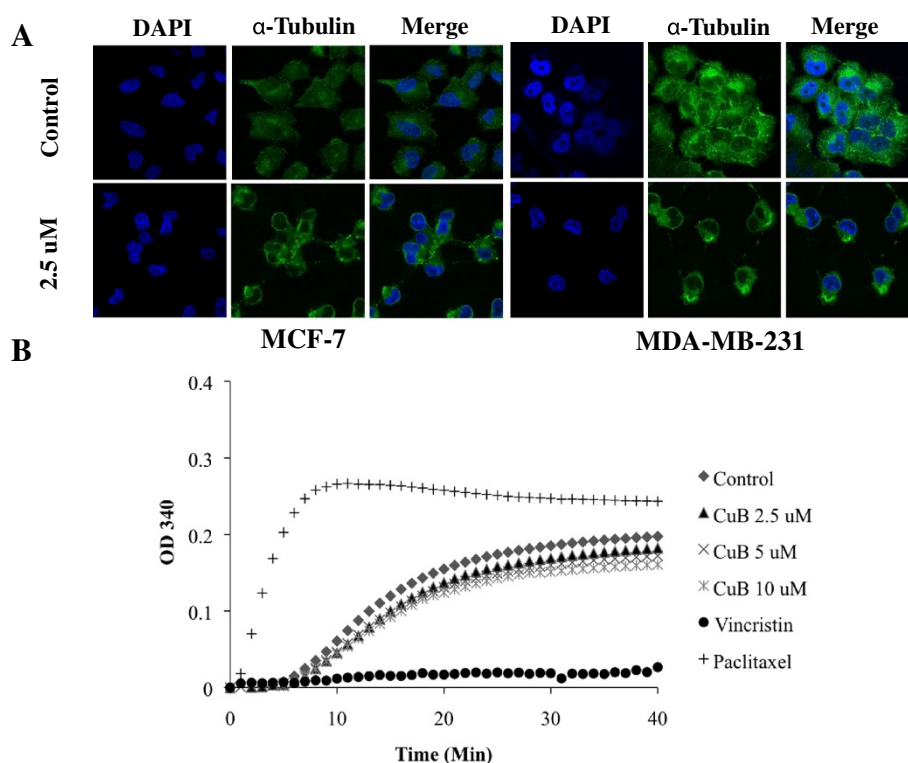 A
DAPI α-Tubulin Merge DAPI α-Tubulin Merge
Control
2.5 uM
MCF-7 MDA-MB-231
B
0.4
0.3
0.2
0.1
0
OD 340
0 10 20 30 40
Time (Min)
Control
CuB 2.5 uM
CuB 5 uM
CuB 10 uM
Vincristin
Paclitaxel